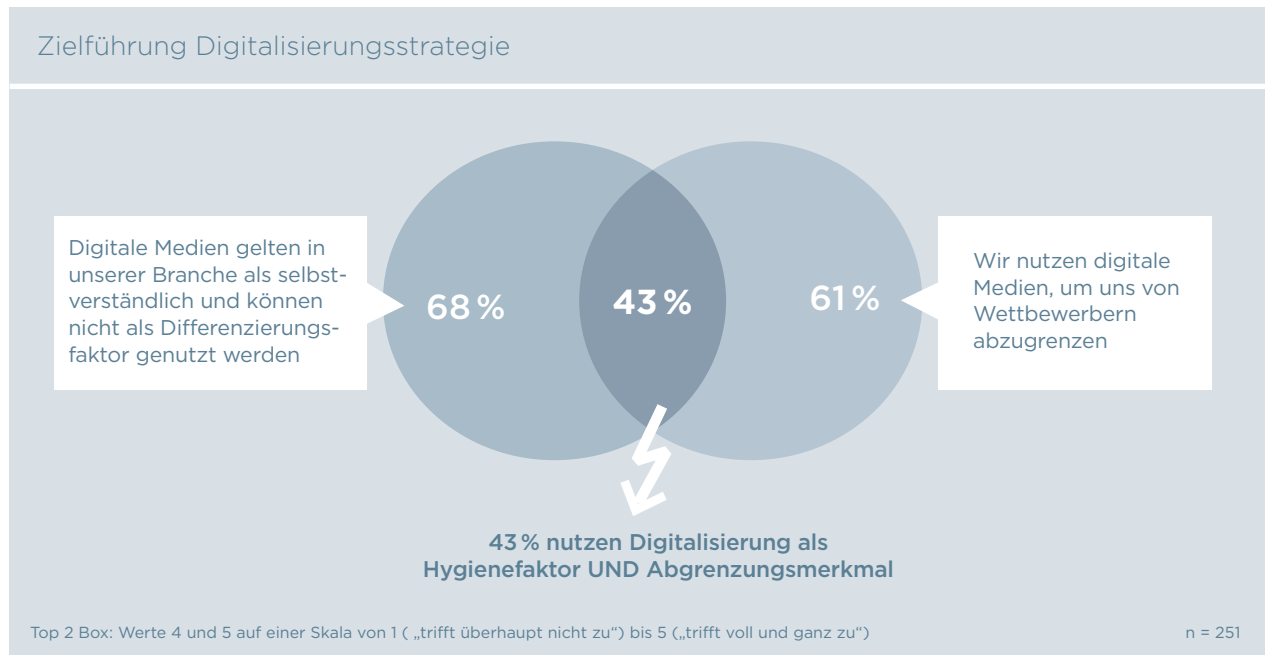 Zielführung Digitalisierungsstrategie
Digitale Medien gelten in
unserer Branche als selbst-
verständlich und können
nicht als Differenzierungs-
faktor genutzt werden
68 %
43 %
61 %
Wir nutzen digitale
Medien, um uns von
Wettbewerbern
abzugrenzen
43 % nutzen Digitalisierung als
Hygienefaktor UND Abgrenzungsmerkmal
Top 2 Box: Werte 4 und 5 auf einer Skala von 1 ( „trifft überhaupt nicht zu“) bis 5 („trifft voll und ganz zu“)
n = 251